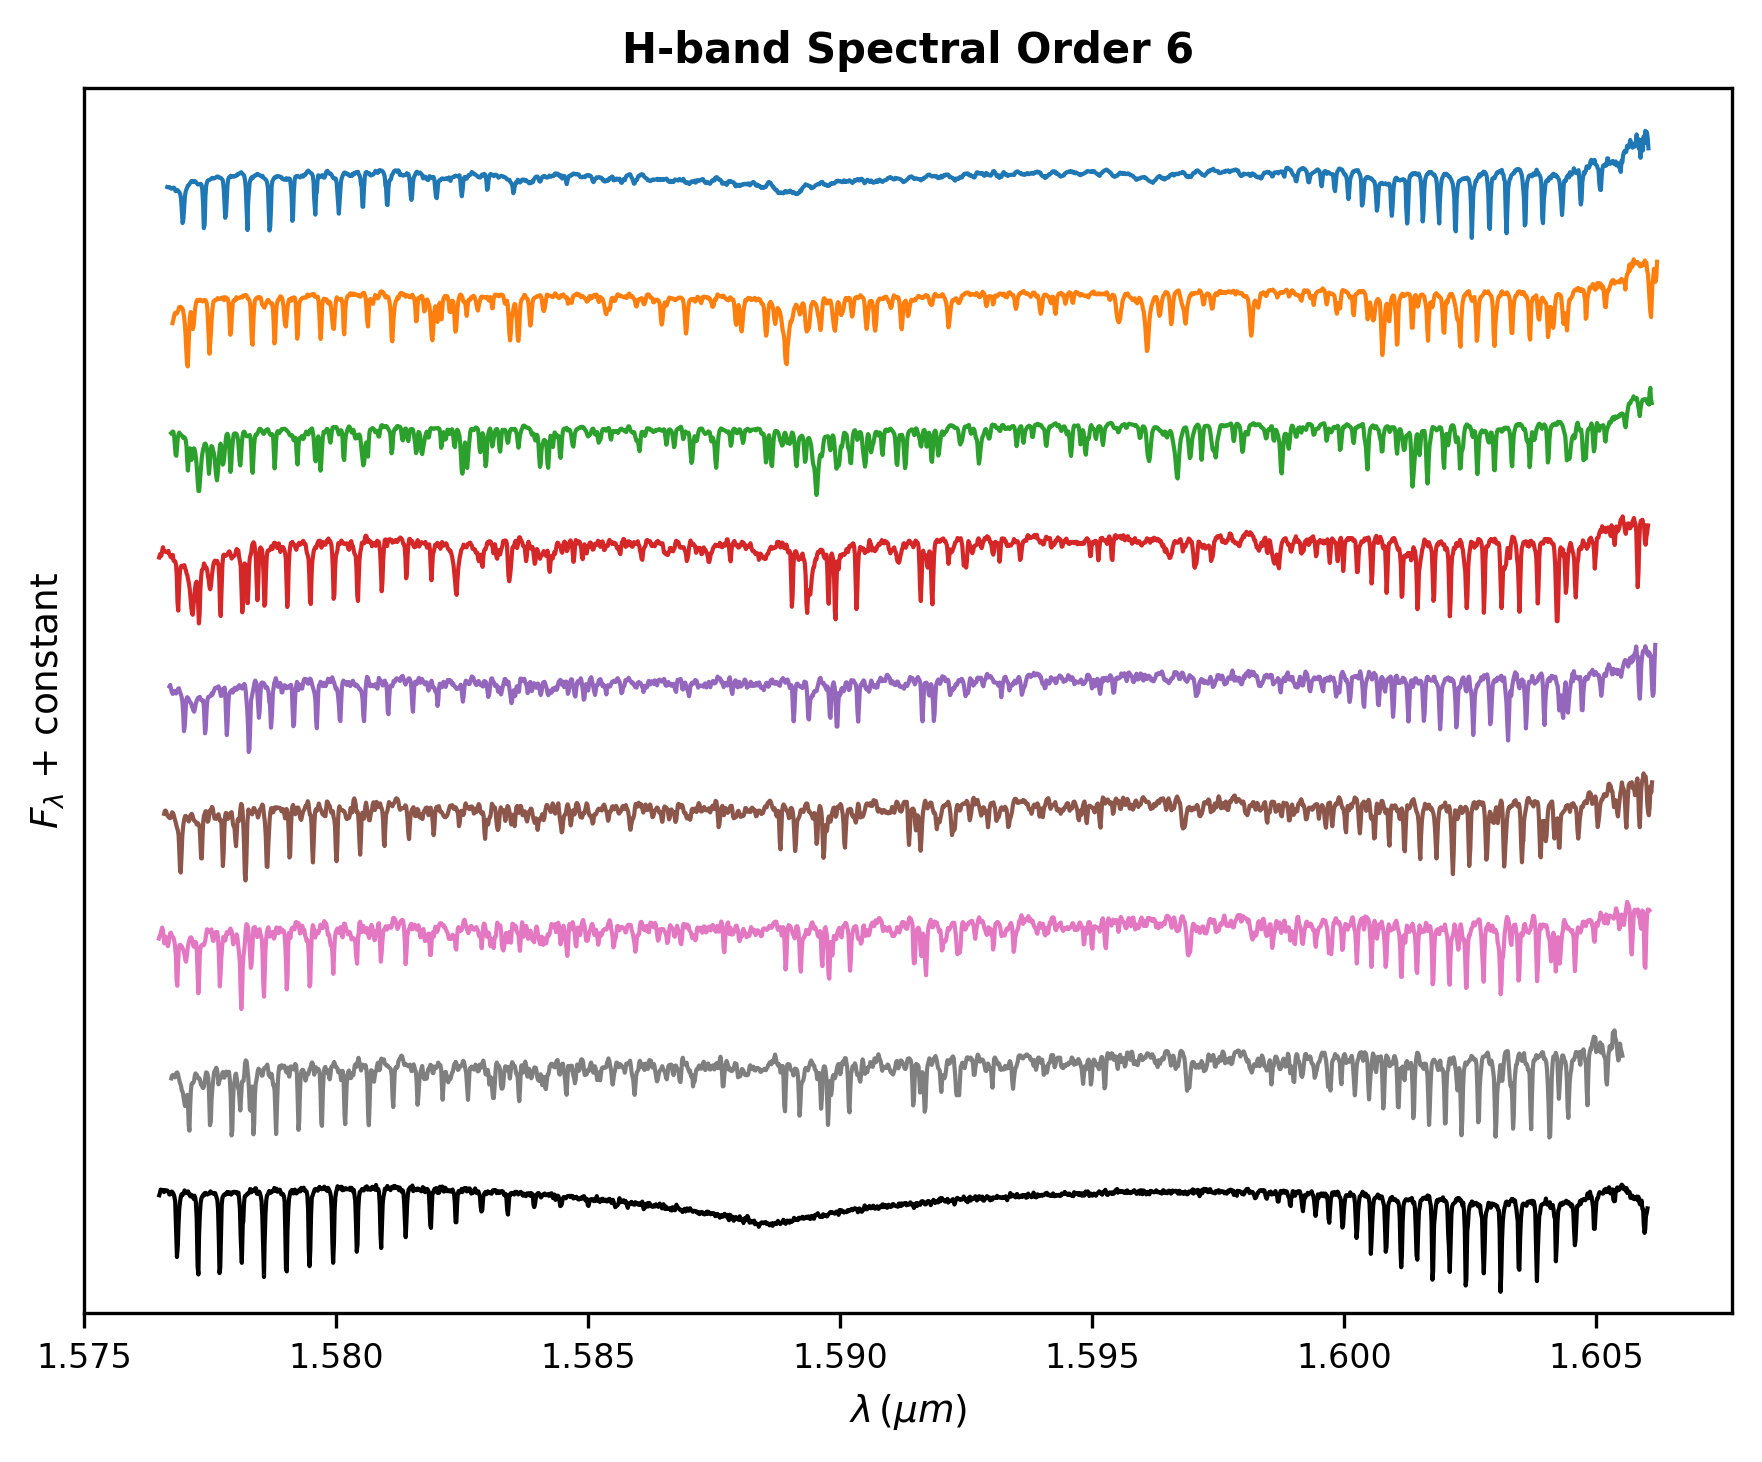 H-band Spectral Order 6
F_λ + constant
1.575 1.580 1.585 1.590 1.595 1.600 1.605
λ (μm)